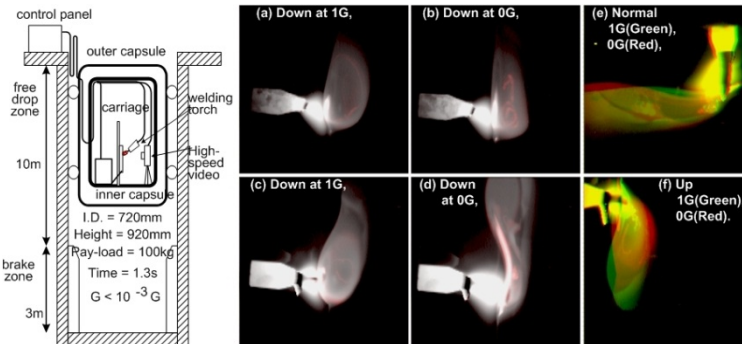 control panel
outer capsule
free drop
zone
carriage
welding
torch
10m
High-
speed
video
inner capsule
I.D. = 720mm
Height = 920mm
Pay-load = 100kg
brake
zone
Time = 1.3s
G < 10 -3 G
3m
(a) Down at 1G,
(b) Down at 0G,
(e) Normal
1G(Green),
0G(Red),
(c) Down at 1G,
(d) Down
at 0G,
(f) Up
1G(Green)
0G(Red).